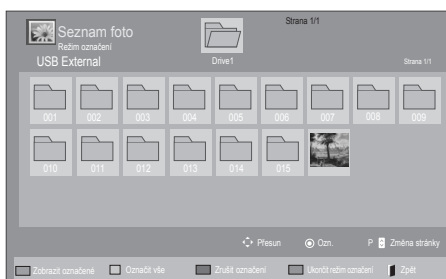 Seznam foto
Strana 1/1
Režim označení
USB External
Drive1
Strana 1/1
001 002 003 004 005 006 007 008 009
010 011 012 013 014 015
Přesun Ozn. P Změna stránky
Zobrazit označené Označit vše Zrušit označení Ukončit režim označení Zpět